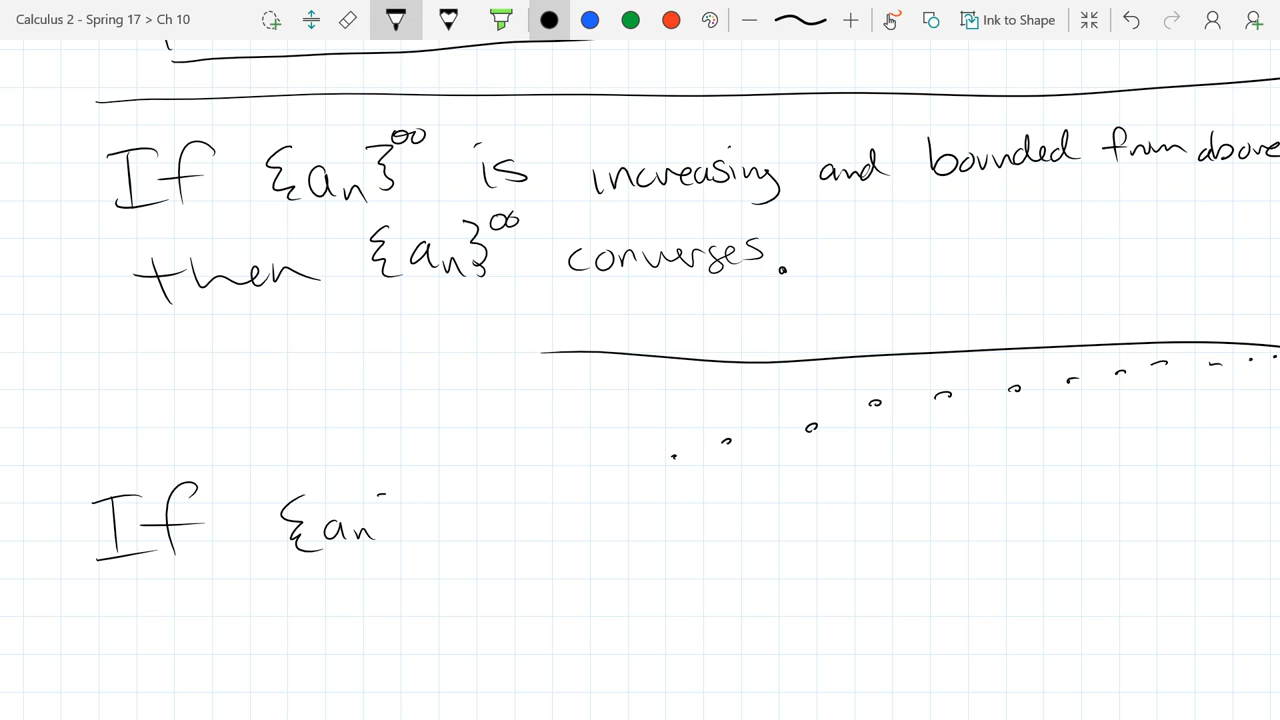 Calculus 2 - Spring 17 > Ch 10
Ink to Shape
If {an}∞ is increasing and bounded from above
then {an}∞ converges.
If {an